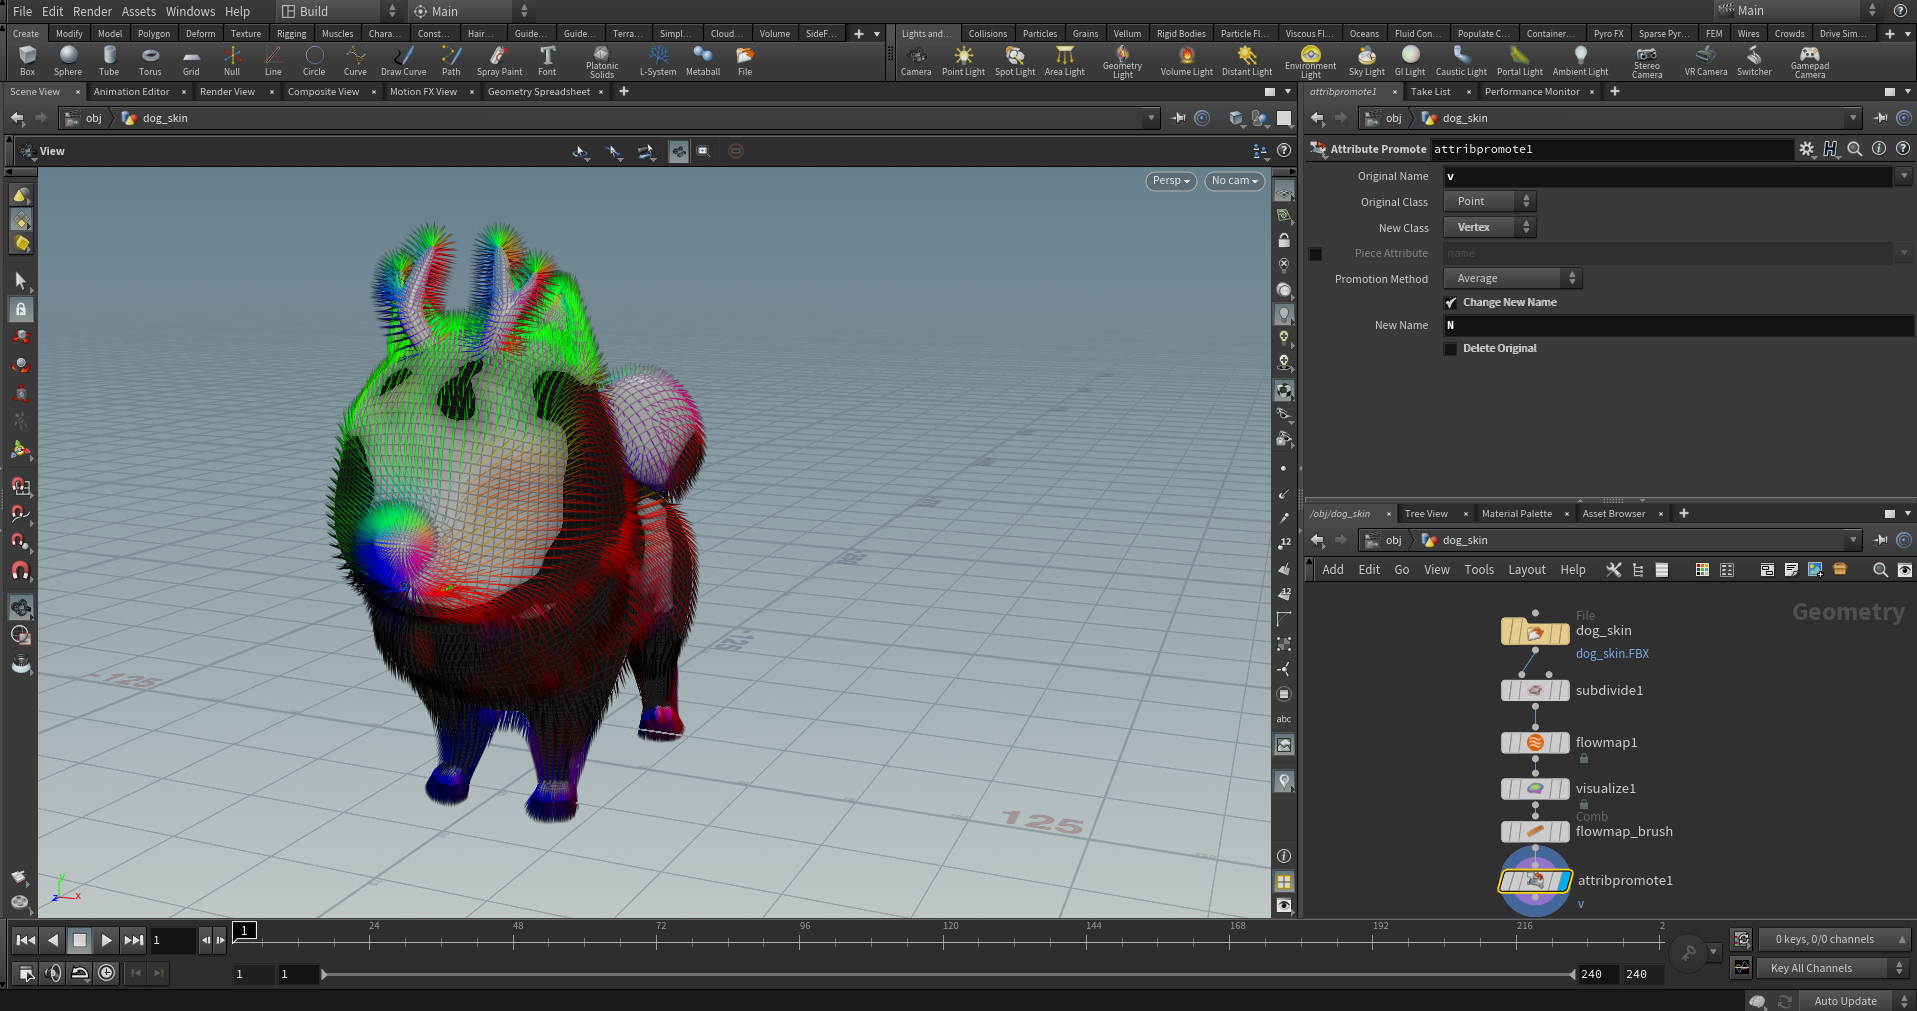 File Edit Render Assets Windows Help Build Main Main
Create Modify Model Polygon Deform Texture Rigging Muscles Chara... Const... Hair... Guide... Guide... Terra... Simpl... Cloud... Volume SideF...
Lights and... Collisions Particles Grains Vellum Rigid Bodies Particle Fl... Viscous Fl... Oceans Fluid Con... Populate C... Container... Pyro FX Sparse Pyr... FEM Wires Crowds Drive Sim...
Box Sphere Tube Torus Grid Null Line Circle Curve Draw Curve Path Spray Paint Font Platonic Solids L-System Metaball File
Camera Point Light Spot Light Area Light Geometry Light Volume Light Distant Light Environment Light Sky Light GI Light Caustic Light Portal Light Ambient Light Stereo Camera VR Camera Switcher Gamepad Camera
Scene View Animation Editor Render View Composite View Motion FX View Geometry Spreadsheet
attribpromote1 Take List Performance Monitor
obj dog_skin
obj dog_skin
View
Persp No cam
Attribute Promote attribpromote1
Original Name v
Original Class Point
New Class Vertex
Piece Attribute name
Promotion Method Average
Change New Name
New Name N
Delete Original
/obj/dog_skin Tree View Material Palette Asset Browser
obj dog_skin
Add Edit Go View Tools Layout Help
Geometry
File
dog_skin
dog_skin.FBX
subdivide1
flowmap1
visualize1
Comb
flowmap_brush
attribpromote1
v
12
12
abc
125
125
125
y
z x
1 1 24 48 72 96 120 144 168 192 216 2
0 keys, 0/0 channels
1 1 240 240
Key All Channels
Auto Update